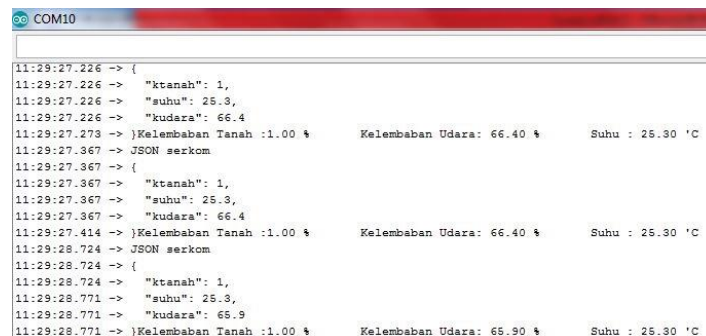 COM10
11:29:27.226 -> {
11:29:27.226 ->   "ktanah": 1,
11:29:27.226 ->   "suhu": 25.3,
11:29:27.226 ->   "kudara": 66.4
11:29:27.273 -> }Kelembaban Tanah :1.00 %      Kelembaban Udara: 66.40 %      Suhu : 25.30 'C
11:29:27.367 -> JSON serkom
11:29:27.367 -> {
11:29:27.367 ->   "ktanah": 1,
11:29:27.367 ->   "suhu": 25.3,
11:29:27.367 ->   "kudara": 66.4
11:29:27.414 -> }Kelembaban Tanah :1.00 %      Kelembaban Udara: 66.40 %      Suhu : 25.30 'C
11:29:28.724 -> JSON serkom
11:29:28.724 -> {
11:29:28.724 ->   "ktanah": 1,
11:29:28.771 ->   "suhu": 25.3,
11:29:28.771 ->   "kudara": 65.9
11:29:28.771 -> }Kelembaban Tanah :1.00 %      Kelembaban Udara: 65.90 %      Suhu : 25.30 'C